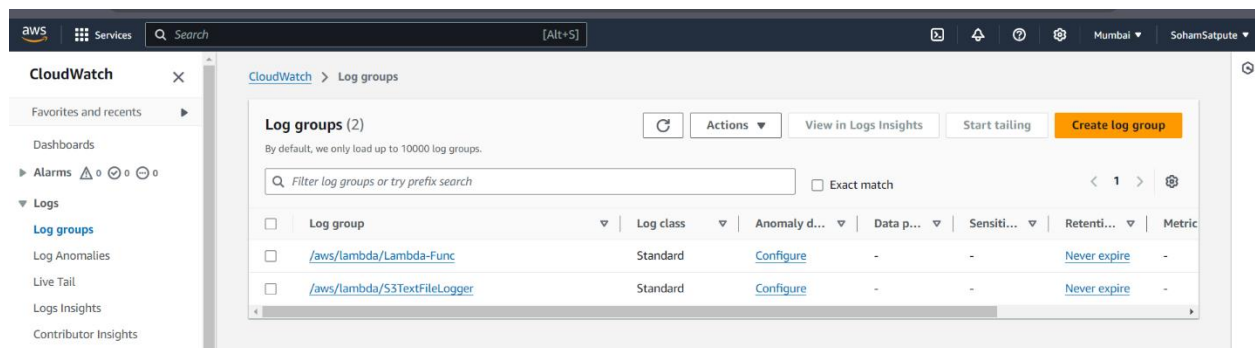 aws Services Search [Alt+S] Mumbai ▼ SohamSatpute ▼
CloudWatch
Favorites and recents
Dashboards
Alarms 0 0 0
Logs
Log groups
Log Anomalies
Live Tail
Logs Insights
Contributor Insights
CloudWatch > Log groups
Log groups (2)
Actions ▼ View in Logs Insights Start tailing Create log group
By default, we only load up to 10000 log groups.
Filter log groups or try prefix search Exact match < 1 >
Log group Log class Anomaly d... Data p... Sensiti... Retenti... Metric
/aws/lambda/Lambda-Func Standard Configure - - Never expire -
/aws/lambda/S3TextFileLogger Standard Configure - - Never expire -